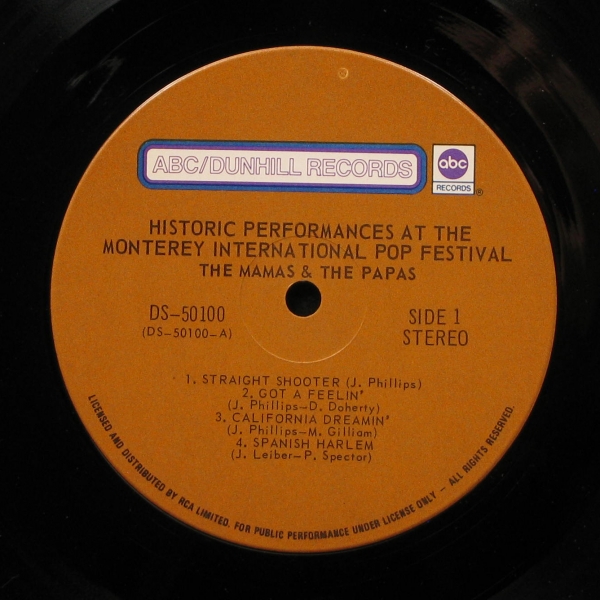 ABC/DUNHILL RECORDS
abc
RECORDS
®
HISTORIC PERFORMANCES AT THE
MONTEREY INTERNATIONAL POP FESTIVAL
THE MAMAS & THE PAPAS
DS-50100
(DS-50100-A)
SIDE 1
STEREO
1. STRAIGHT SHOOTER (J. Phillips)
2. GOT A FEELIN'
(J. Phillips-D. Doherty)
3. CALIFORNIA DREAMIN'
(J. Phillips-M. Gilliam)
4. SPANISH HARLEM
(J. Leiber-P. Spector)
LICENSED AND DISTRIBUTED BY RCA LIMITED, FOR PUBLIC PERFORMANCE UNDER LICENSE ONLY - ALL RIGHTS RESERVED.